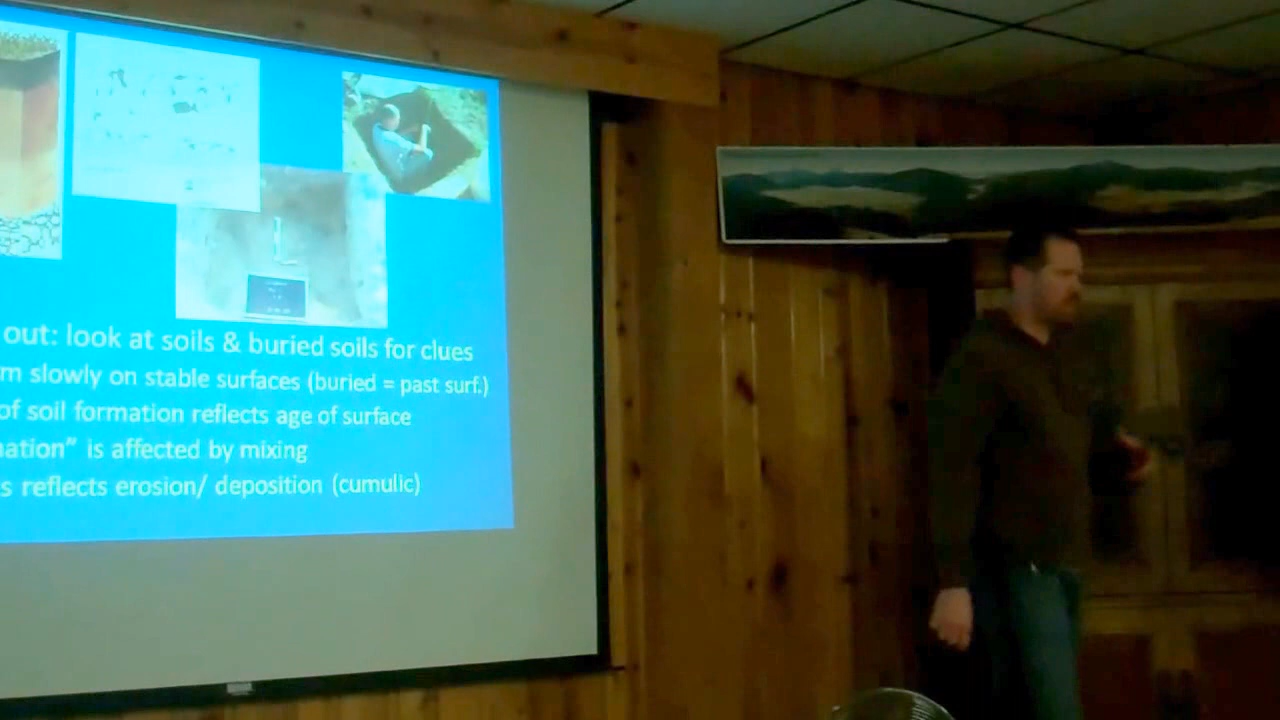 out: look at soils & buried soils for clues
m slowly on stable surfaces (buried = past surf.)
of soil formation reflects age of surface
ation” is affected by mixing
s reflects erosion/ deposition (cumulic)